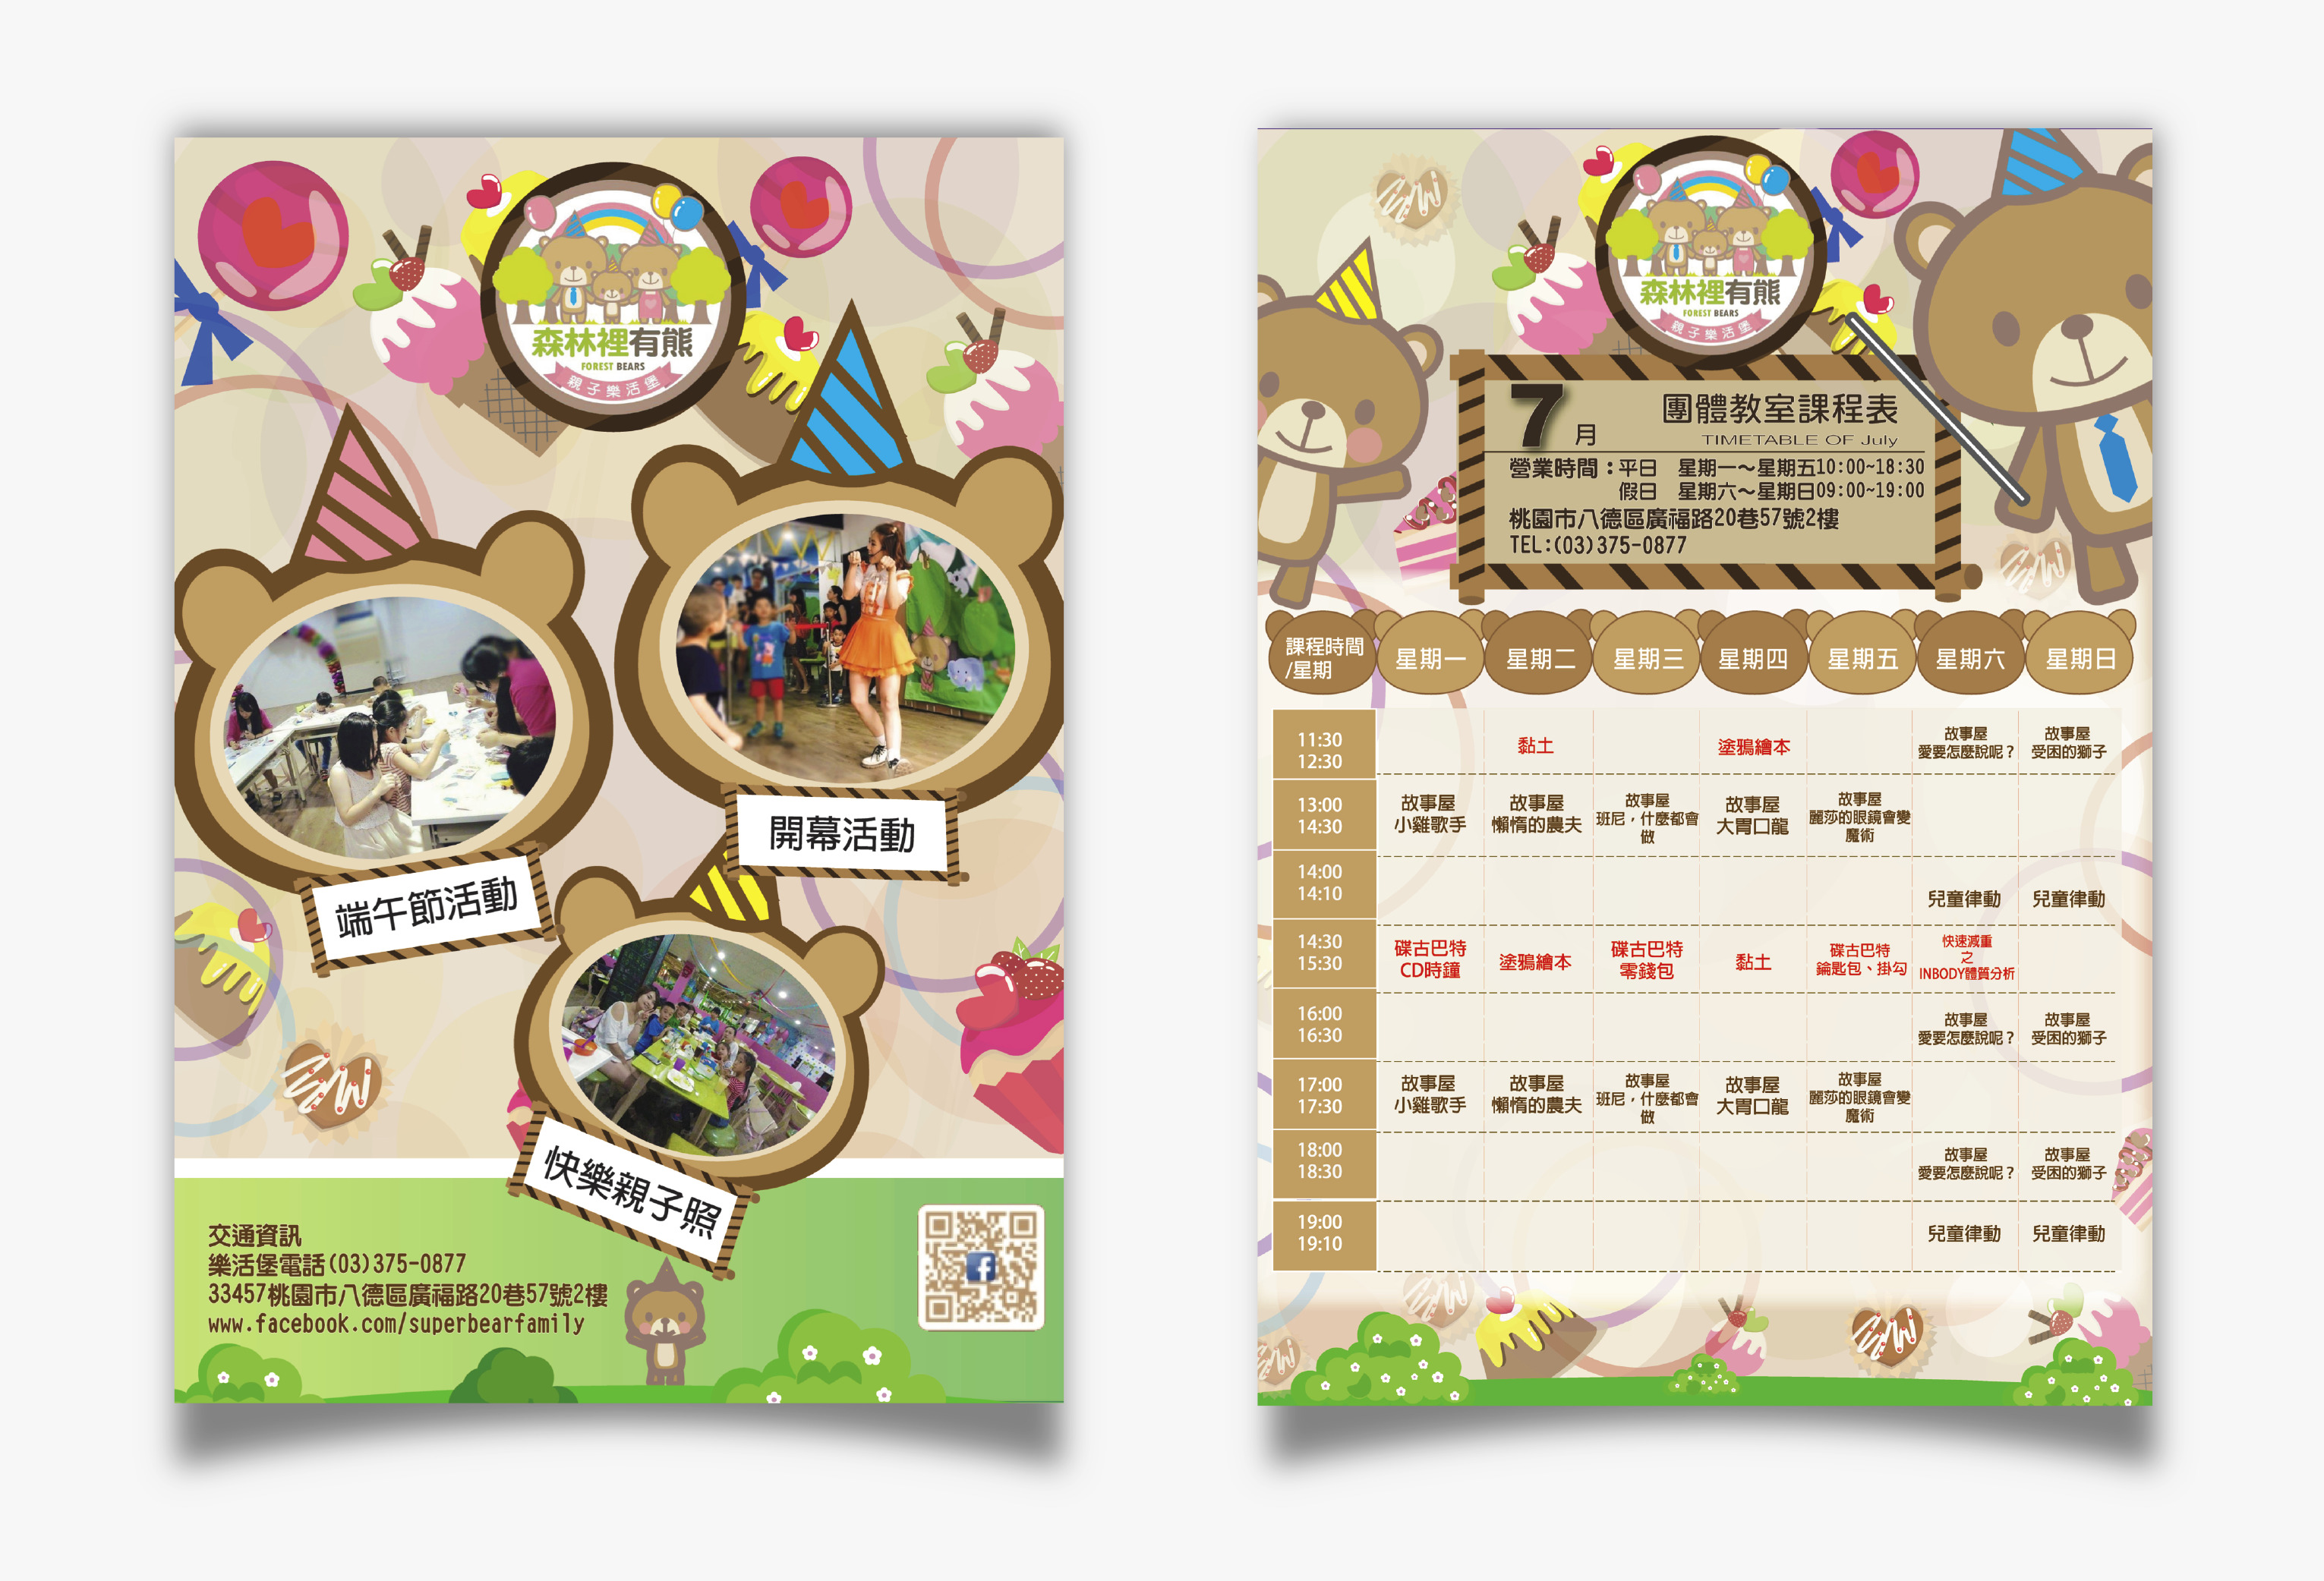 森林裡有熊
FOREST BEARS
親子樂活堡
開幕活動
端午節活動
快樂親子照
交通資訊
樂活堡電話(03)375-0877
33457桃園市八德區廣福路20巷57號2樓
www.facebook.com/superbearfamily
森林裡有熊
FOREST BEARS
親子樂活堡
7月 團體教室課程表
TIMETABLE OF July
營業時間：平日 星期一～星期五10:00~18:30
假日 星期六～星期日09:00~19:00
桃園市八德區廣福路20巷57號2樓
TEL:(03)375-0877
課程時間
/星期
星期一 星期二 星期三 星期四 星期五 星期六 星期日
11:30
12:30
黏土
塗鴉繪本
故事屋
愛要怎麼說呢？
故事屋
受困的獅子
13:00
14:30
故事屋
小雞歌手
故事屋
懶惰的農夫
故事屋
班尼，什麼都會
做
故事屋
大胃口龍
故事屋
麗莎的眼鏡會變
魔術
14:00
14:10
兒童律動
兒童律動
14:30
15:30
碟古巴特
CD時鐘
塗鴉繪本
碟古巴特
零錢包
黏土
碟古巴特
鑰匙包、掛勾
快速減重
之
INBODY體質分析
16:00
16:30
故事屋
愛要怎麼說呢？
故事屋
受困的獅子
17:00
17:30
故事屋
小雞歌手
故事屋
懶惰的農夫
故事屋
班尼，什麼都會
做
故事屋
大胃口龍
故事屋
麗莎的眼鏡會變
魔術
18:00
18:30
故事屋
愛要怎麼說呢？
故事屋
受困的獅子
19:00
19:10
兒童律動
兒童律動